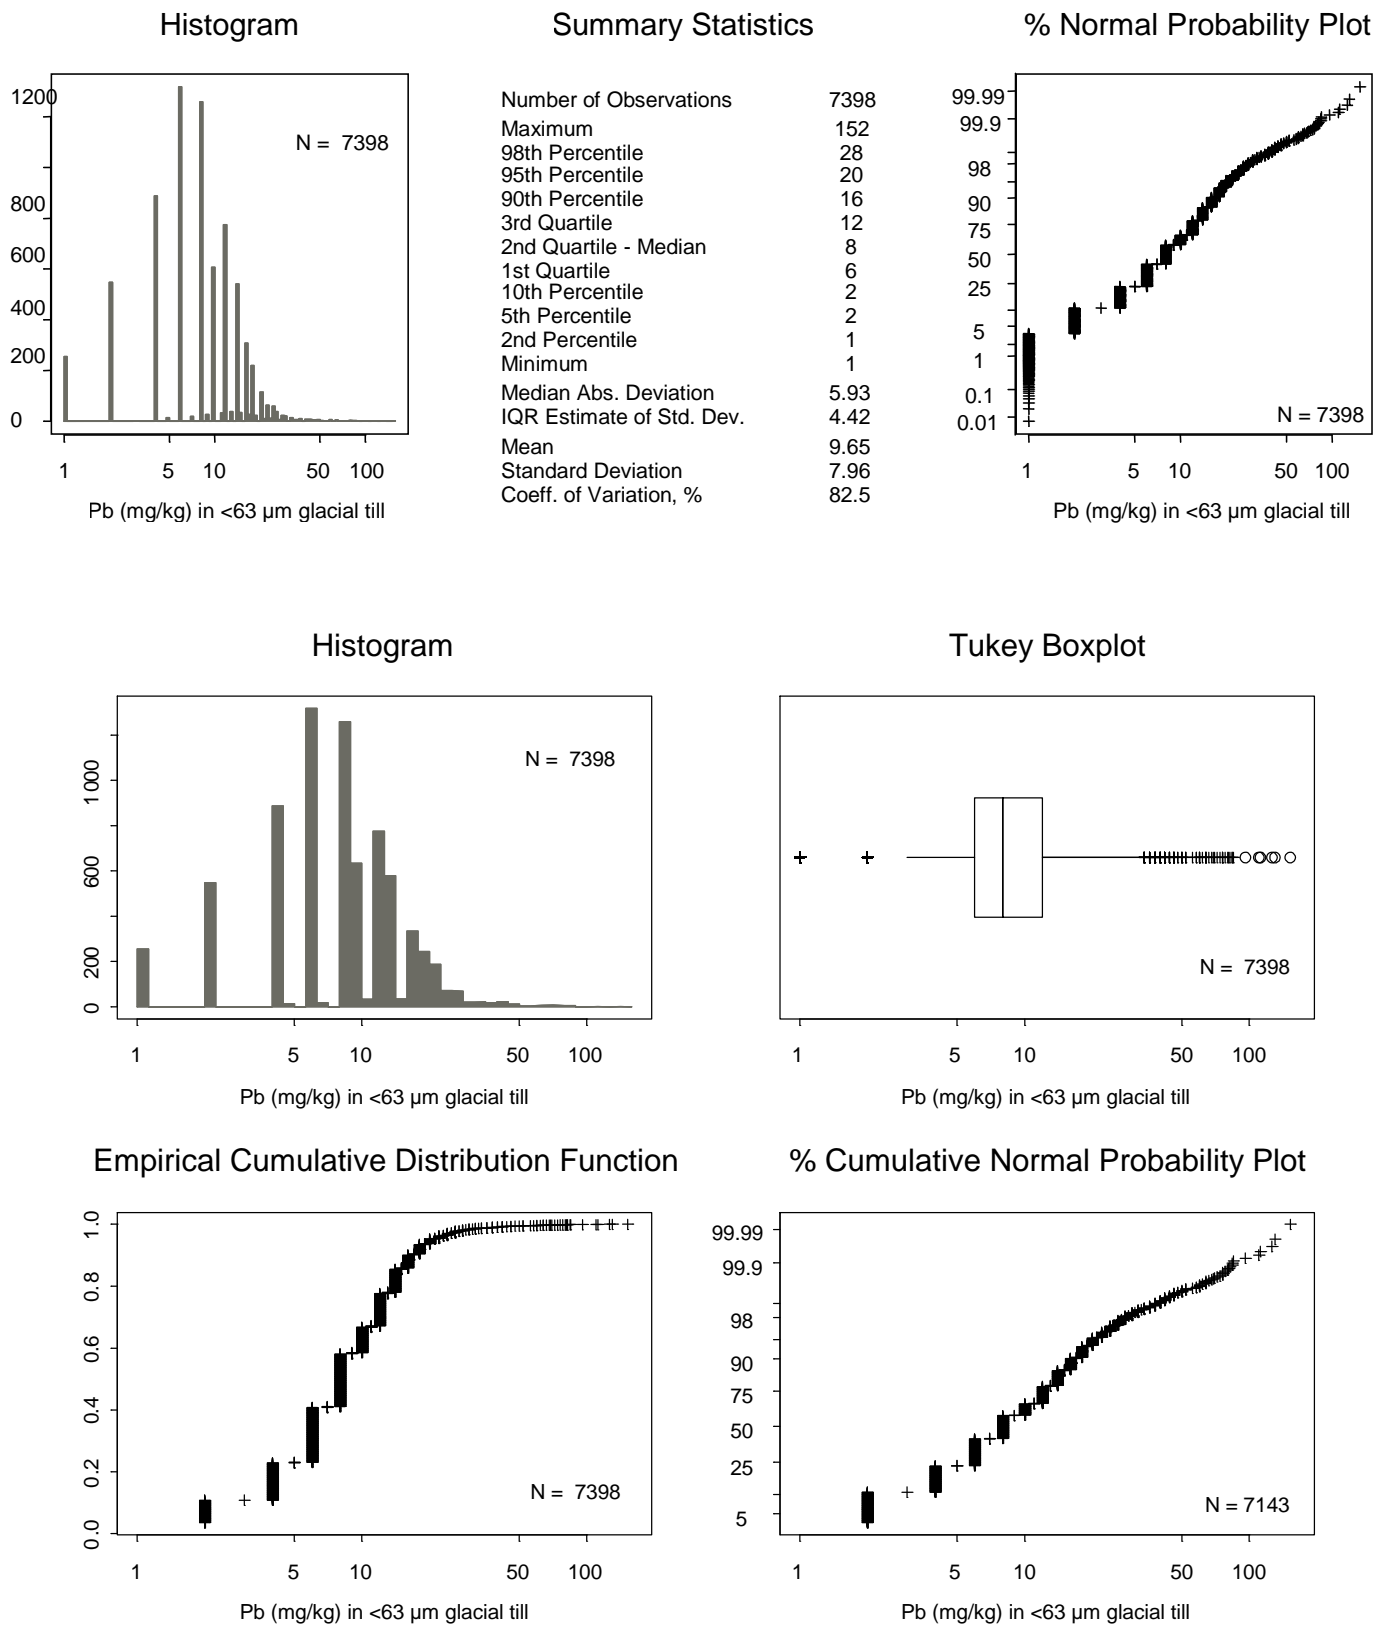 Histogram
1200
800
600
400
200
0
N = 7398
1 5 10 50 100
Pb (mg/kg) in <63 µm glacial till
Summary Statistics
Number of Observations 7398
Maximum 152
98th Percentile 28
95th Percentile 20
90th Percentile 16
3rd Quartile 12
2nd Quartile - Median 8
1st Quartile 6
10th Percentile 2
5th Percentile 2
2nd Percentile 1
Minimum 1
Median Abs. Deviation 5.93
IQR Estimate of Std. Dev. 4.42
Mean 9.65
Standard Deviation 7.96
Coeff. of Variation, % 82.5
% Normal Probability Plot
99.99
99.9
98
90
75
50
25
5
1
0.1
0.01
N = 7398
1 5 10 50 100
Pb (mg/kg) in <63 µm glacial till
Histogram
1000
600
200
0
N = 7398
1 5 10 50 100
Pb (mg/kg) in <63 µm glacial till
Tukey Boxplot
N = 7398
1 5 10 50 100
Pb (mg/kg) in <63 µm glacial till
Empirical Cumulative Distribution Function
1.0
0.8
0.6
0.4
0.2
0.0
N = 7398
1 5 10 50 100
Pb (mg/kg) in <63 µm glacial till
% Cumulative Normal Probability Plot
99.99
99.9
98
90
75
50
25
5
N = 7143
1 5 10 50 100
Pb (mg/kg) in <63 µm glacial till